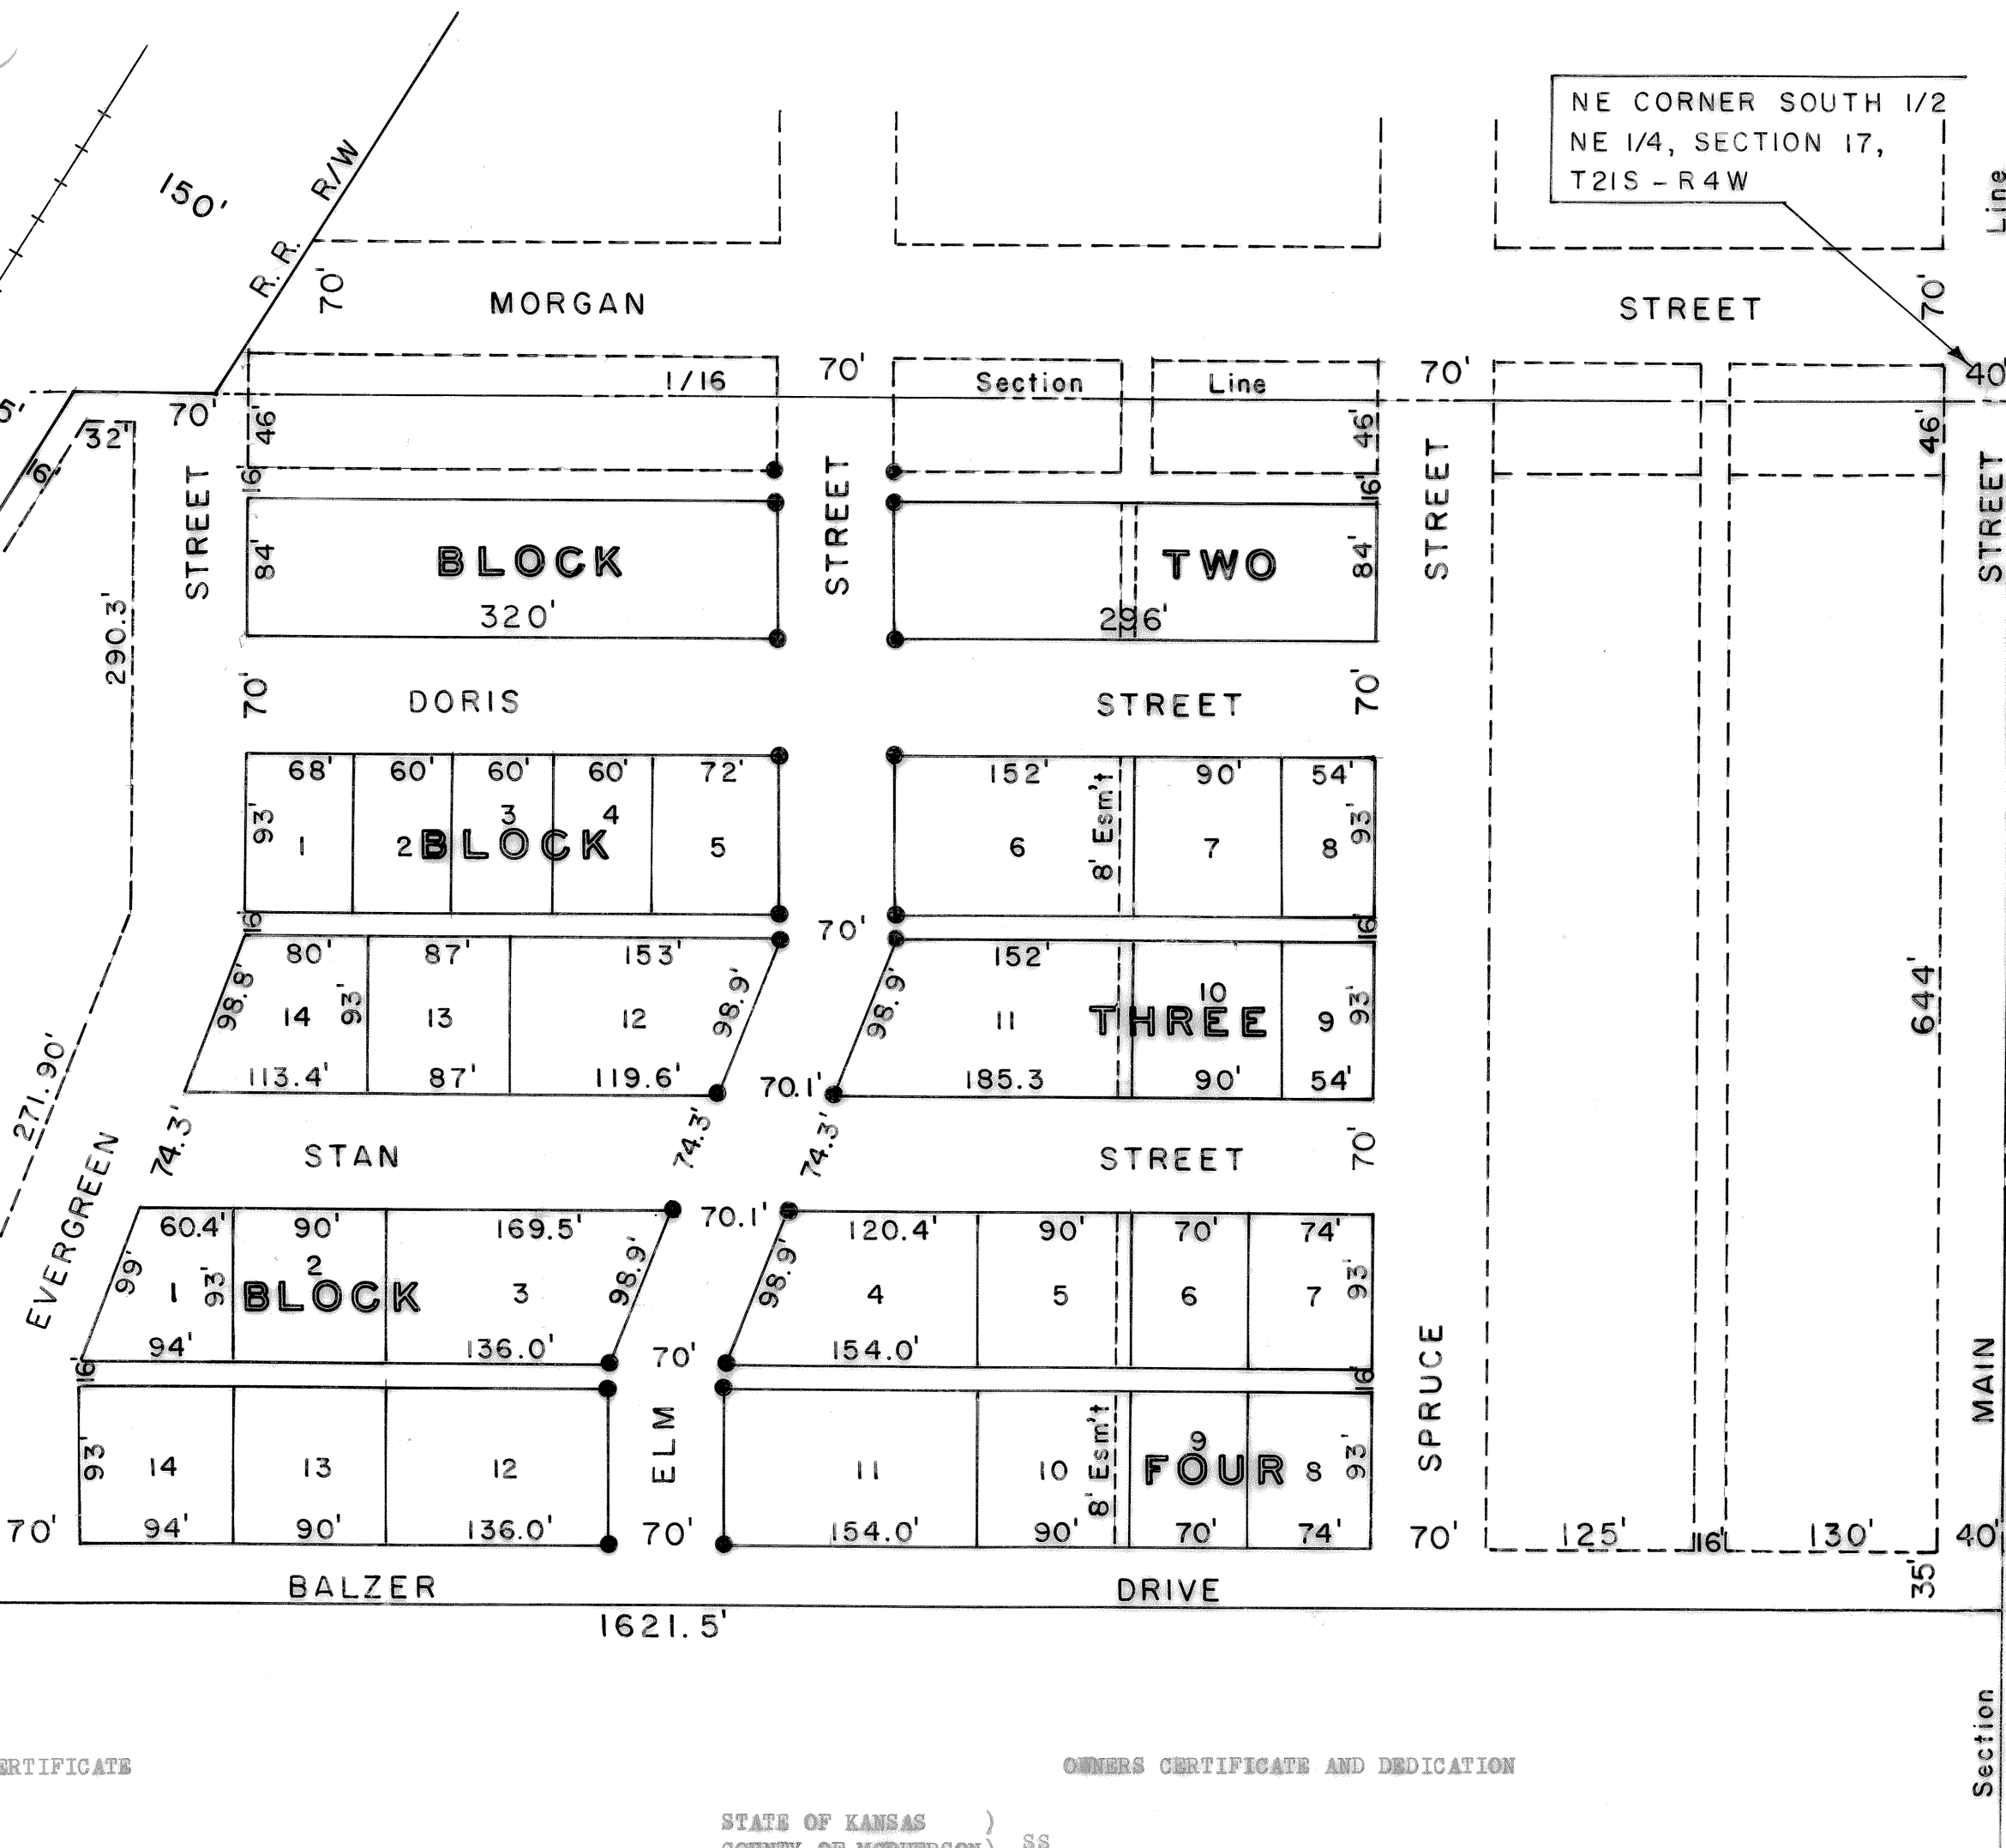 NE CORNER SOUTH 1/2
NE 1/4, SECTION 17,
T21S – R4W
Line
150'
R. R. R/W
70'
70'
MORGAN STREET
1/16 Section Line
70' 70' 40'
5' 70'
32'
16'
46' 46' 46'
16' 16'
STREET STREET STREET STREET
84' BLOCK TWO 84'
320' 296'
290.3'
70' DORIS STREET 70'
68' 60' 60' 60' 72' 152' 90' 54'
93' 8' Esm't 93'
3 4
1 2 BLOCK 5 6 7 8
16' 70' 16'
80' 87' 153' 152'
98.8' 93' 98.9' 98.9' 93'
10
14 13 12 11 THREE 9
644'
113.4' 87' 119.6' 70.1' 185.3 90' 54'
271.90'
74.3' 74.3' 74.3' 70'
STAN STREET
EVERGREEN
60.4' 90' 169.5' 70.1' 120.4' 90' 70' 74'
99' 93' 98.9' 98.9' 93'
2
1 BLOCK 3 4 5 6 7
94' 136.0' 70' 154.0'
16' 16'
ELM SPRUCE MAIN
93' 8' Esm't 93'
9
14 13 12 11 10 FOUR 8
70' 94' 90' 136.0' 70' 154.0' 90' 70' 74' 70' 125' 16' 130' 40'
35'
BALZER DRIVE
1621.5'
Section
ERTIFICATE
OWNERS CERTIFICATE AND DEDICATION
STATE OF KANSAS )
COUNTY OF MCPHERSON) SS